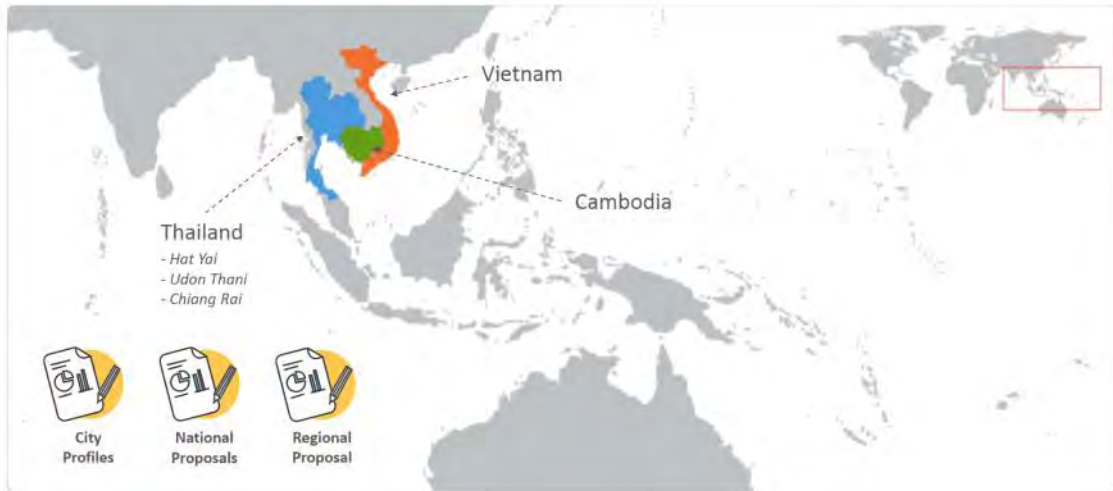 Vietnam
Cambodia
Thailand
- Hat Yai
- Udon Thani
- Chiang Rai
City
Profiles
National
Proposals
Regional
Proposal